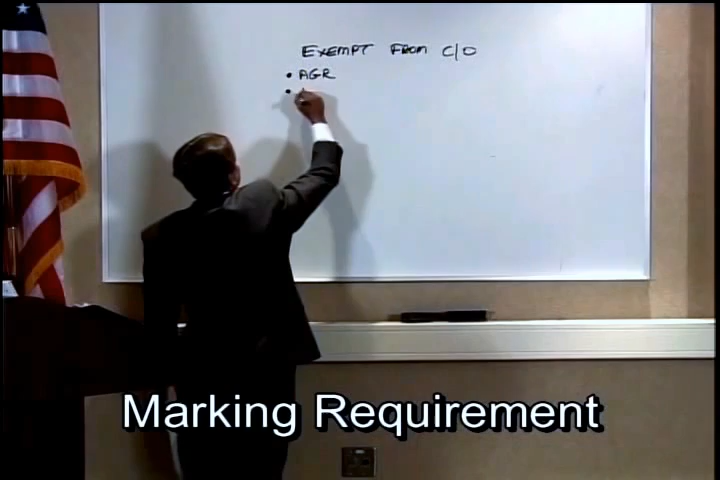 EXEMPT FROM C/O
• AGR
•
Marking Requirement